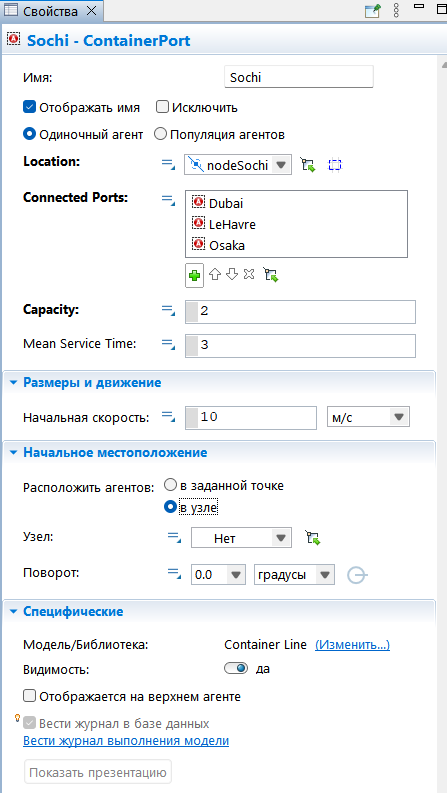 Свойства
Sochi - ContainerPort
Имя: Sochi
Отображать имя Исключить
Одиночный агент Популяция агентов
Location: nodeSochi
Connected Ports: Dubai
LeHavre
Osaka
Capacity: 2
Mean Service Time: 3
Размеры и движение
Начальная скорость: 10 м/с
Начальное местоположение
Расположить агентов: в заданной точке
в узле
Узел: Нет
Поворот: 0.0 градусы
Специфические
Модель/Библиотека: Container Line (Изменить...)
Видимость: да
Отображается на верхнем агенте
Вести журнал в базе данных
Вести журнал выполнения модели
Показать презентацию